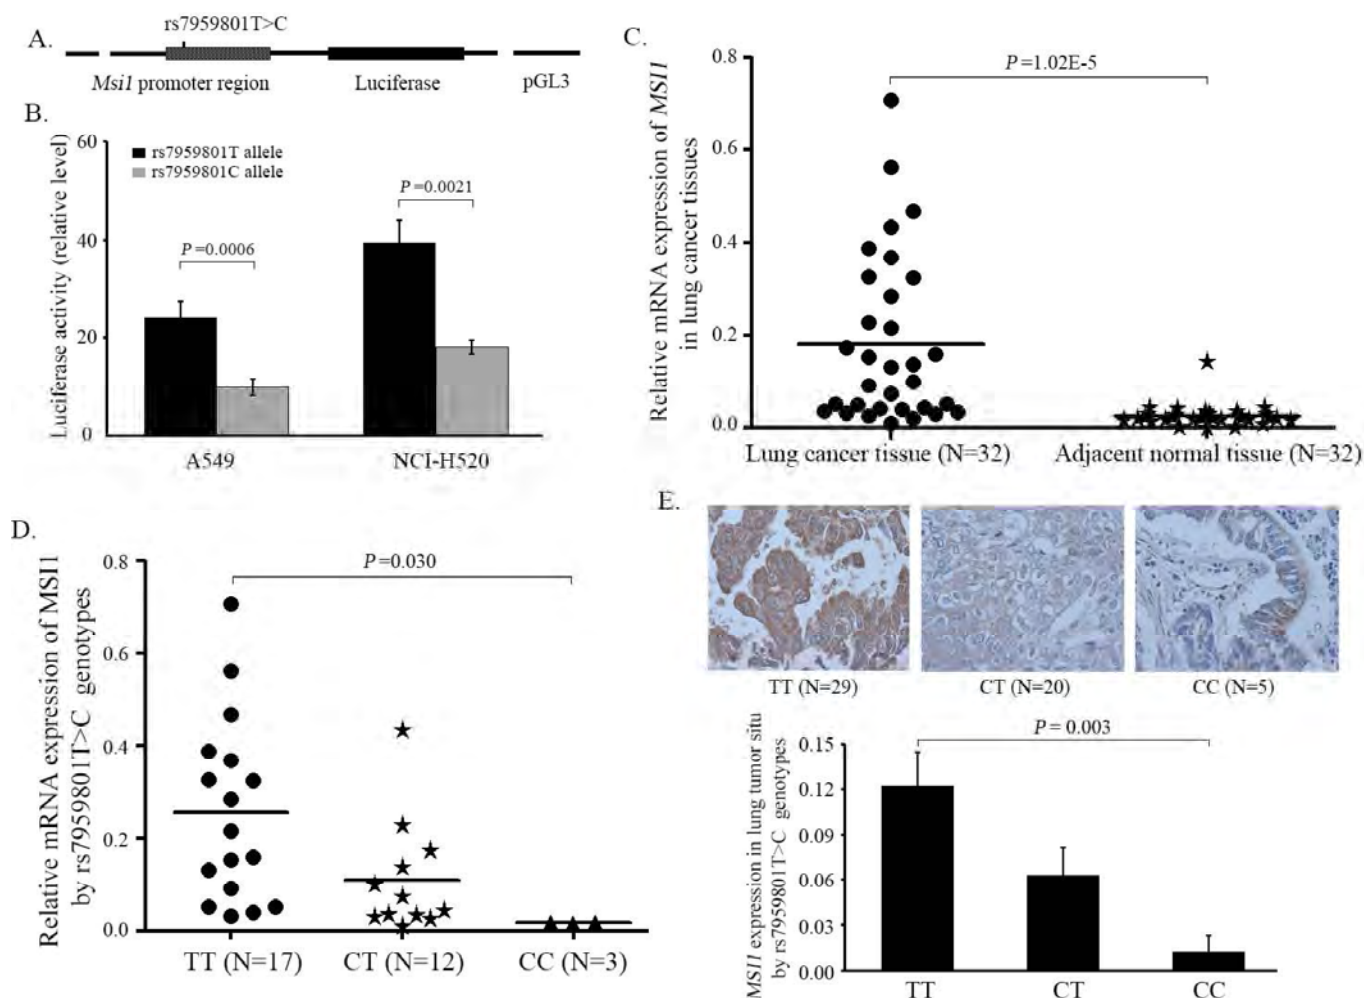 A.
rs7959801T>C
Msi1 promoter region
Luciferase
pGL3
B.
Luciferase activity (relative level)
60
40
20
0
rs7959801T allele
rs7959801C allele
P=0.0006
P=0.0021
A549
NCI-H520
C.
Relative mRNA expression of MSI1
in lung cancer tissues
0.8
0.6
0.4
0.2
0.0
P=1.02E-5
Lung cancer tissue (N=32)
Adjacent normal tissue (N=32)
D.
Relative mRNA expression of MSI1
by rs7959801T>C genotypes
0.8
0.6
0.4
0.2
0.0
P=0.030
TT (N=17)
CT (N=12)
CC (N=3)
E.
TT (N=29)
CT (N=20)
CC (N=5)
MSI1 expression in lung tumor situ
by rs7959801T>C genotypes
0.15
0.12
0.09
0.06
0.03
0.00
P = 0.003
TT
CT
CC